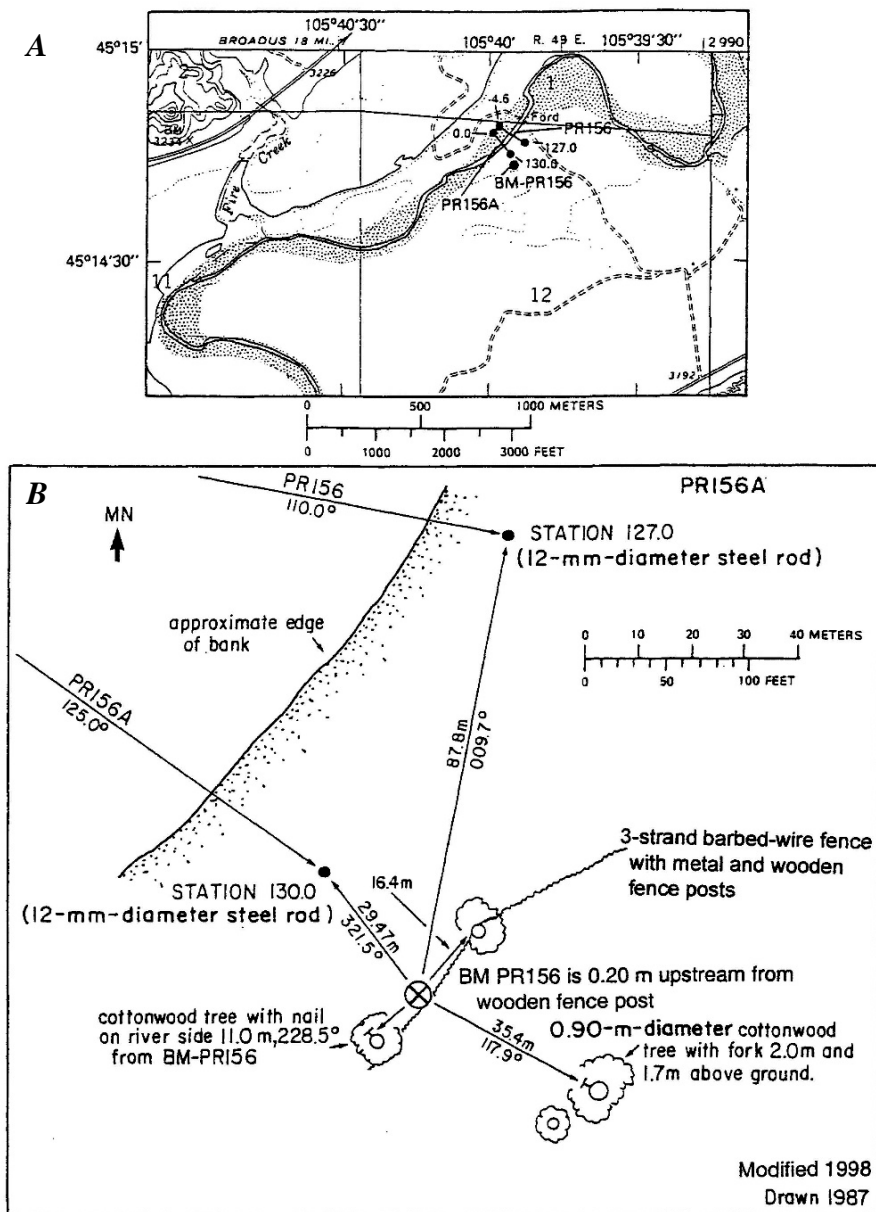 A
105°40'30"
BROADUS 18 MI.
105°40'
R. 49 E.
105°39'30"
2 990
45°15'
3226
1
4.6
Ford
0.0
PR156
BM
3234
127.0
130.0
BM-PR156
PR156A
Fire Creek
45°14'30"
11
12
3192
0 500 1000 METERS
0 1000 2000 3000 FEET
B
PR156
110.0°
PR156A
MN
STATION 127.0
(12-mm-diameter steel rod)
approximate edge
of bank
0 10 20 30 40 METERS
0 50 100 FEET
PR156A
125.0°
87.8m
009.7°
3-strand barbed-wire fence
with metal and wooden
fence posts
16.4m
STATION 130.0
(12-mm-diameter steel rod)
29.47m
321.5°
BM PR156 is 0.20 m upstream from
wooden fence post
cottonwood tree with nail
on river side 11.0 m, 228.5°
from BM-PR156
35.4m
117.9°
0.90-m-diameter cottonwood
tree with fork 2.0m and
1.7m above ground.
Modified 1998
Drawn 1987